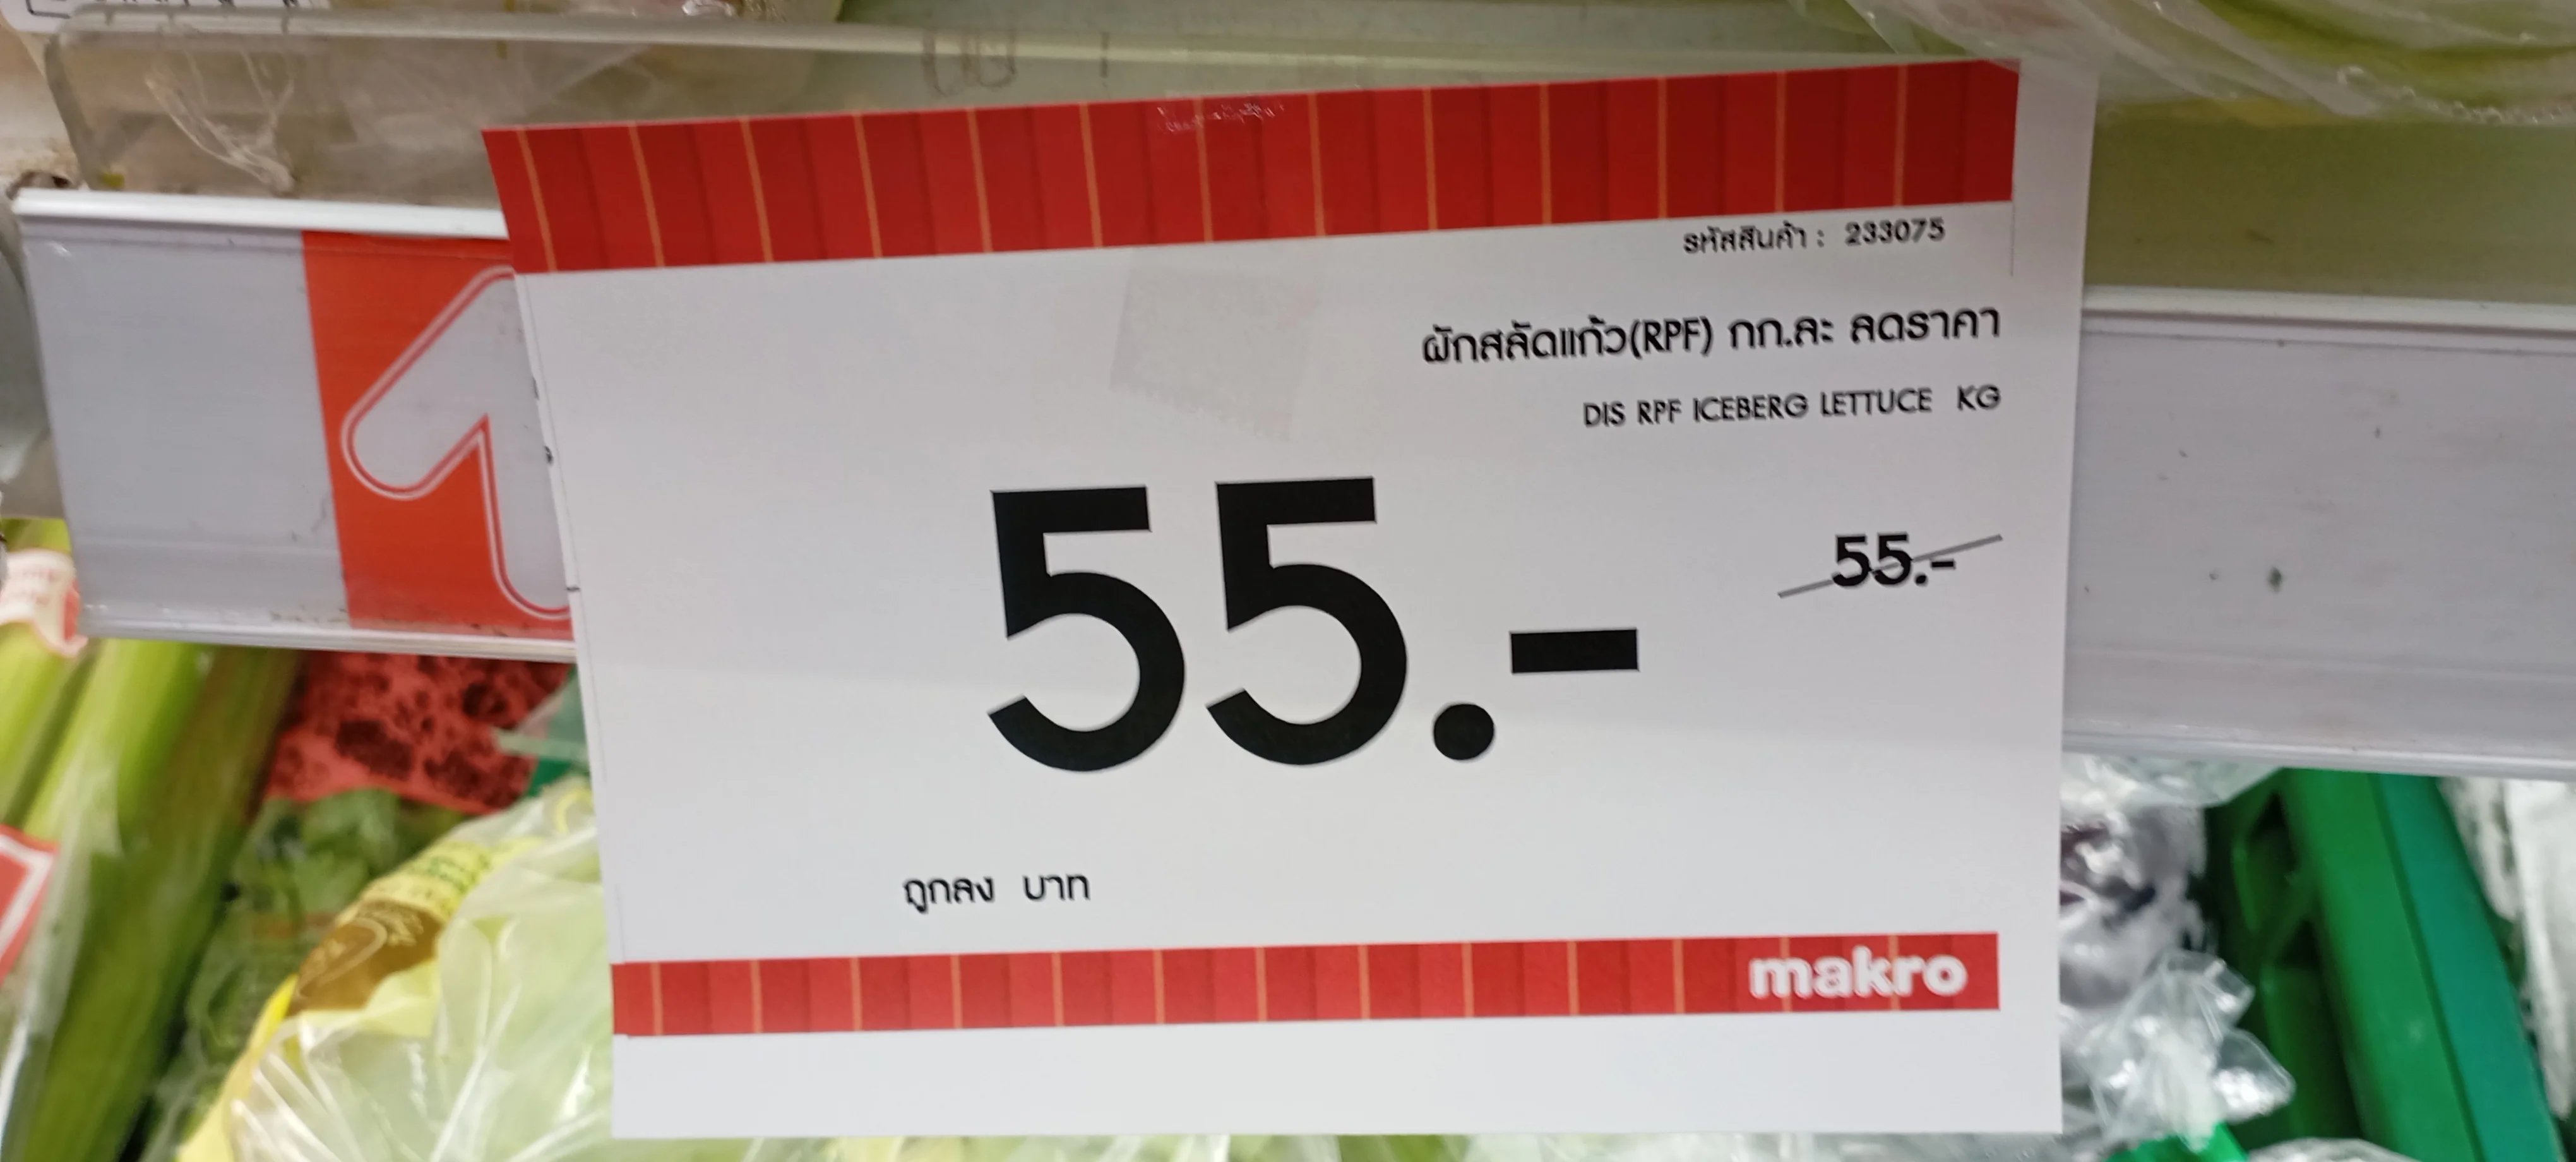 รหัสสินค้า : 233075
ผักสลัดแก้ว(RPF) กก.ละ ลดราคา
DIS RPF ICEBERG LETTUCE KG
55.-
55.-
ถูกลง บาท
makro